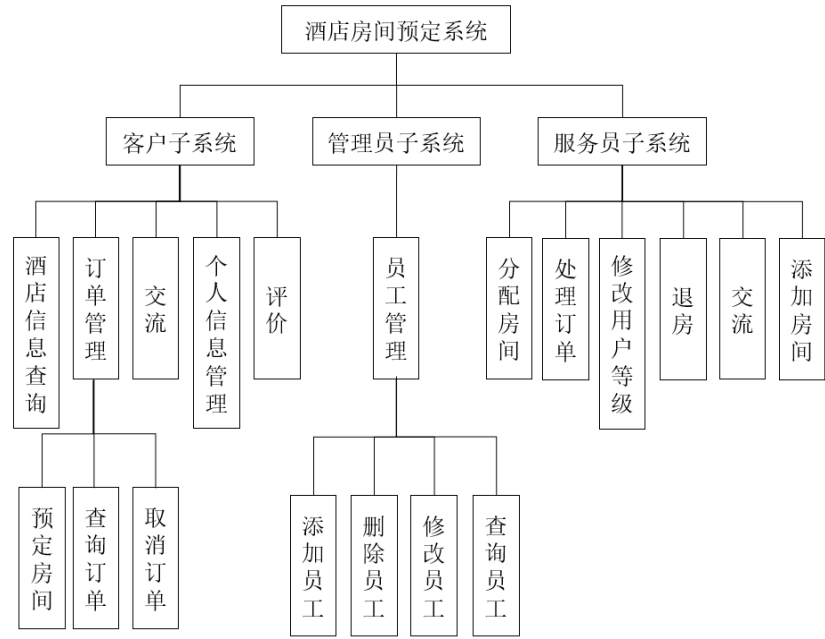 酒店房间预定系统
客户子系统
管理员子系统
服务员子系统
酒店信息查询
订单管理
交流
个人信息管理
评价
员工管理
分配房间
处理订单
修改用户等级
退房
交流
添加房间
预定房间
查询订单
取消订单
添加员工
删除员工
修改员工
查询员工